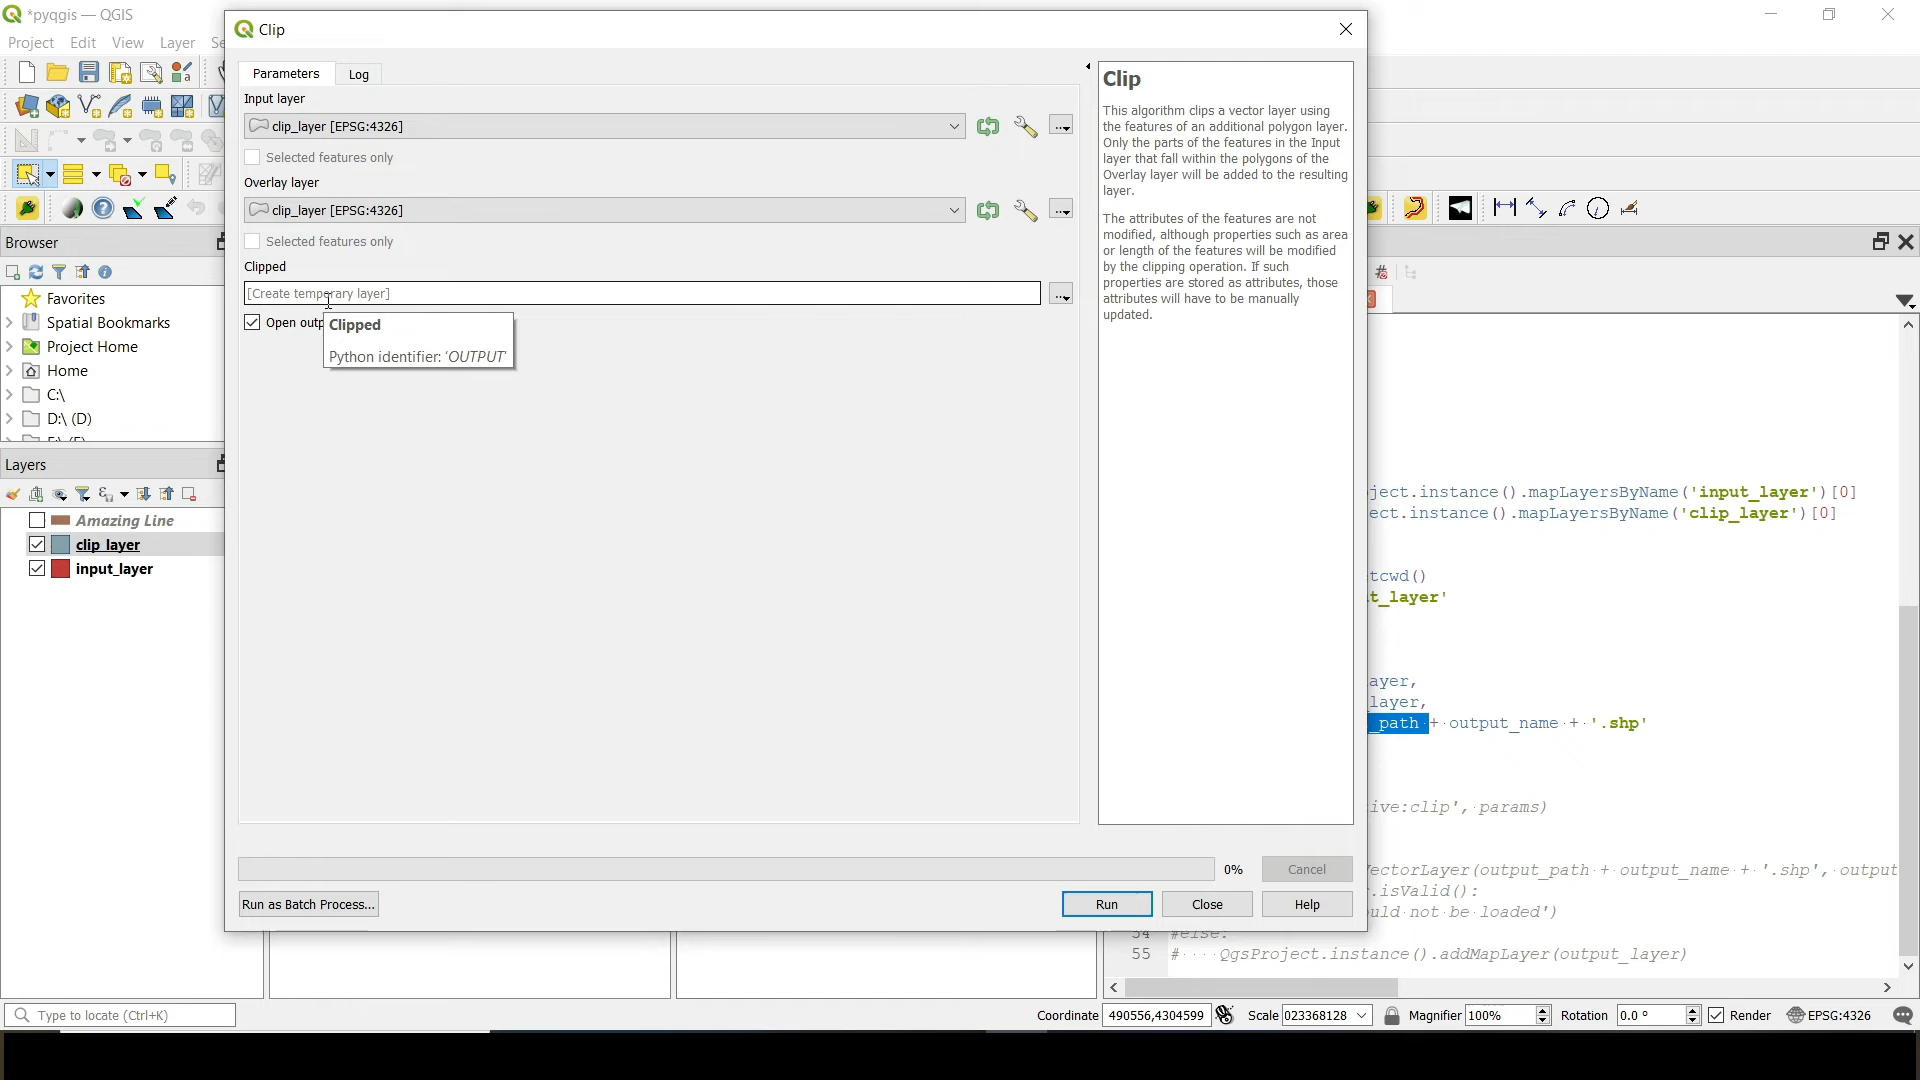 *pyqgis — QGIS
Project Edit View Layer Se
Clip
Parameters Log
Input layer
clip_layer [EPSG:4326]
Selected features only
Overlay layer
clip_layer [EPSG:4326]
Selected features only
Clipped
[Create temporary layer]
Open outp
Clipped
Python identifier: 'OUTPUT'
Clip
This algorithm clips a vector layer using
the features of an additional polygon layer.
Only the parts of the features in the Input
layer that fall within the polygons of the
Overlay layer will be added to the resulting
layer.
The attributes of the features are not
modified, although properties such as area
or length of the features will be modified
by the clipping operation. If such
properties are stored as attributes, those
attributes will have to be manually
updated.
0%
Cancel
Run as Batch Process...
Run
Close
Help
Browser
Favorites
Spatial Bookmarks
Project Home
Home
C:\
D:\ (D)
Layers
Amazing Line
clip_layer
input_layer
ject.instance().mapLayersByName('input_layer')[0]
ect.instance().mapLayersByName('clip_layer')[0]
tcwd()
t_layer'
ayer,
layer,
_path + output_name + '.shp'
ive:clip', params)
VectorLayer(output_path + output_name + '.shp', output
.isValid():
uld not be loaded')
54 #else:
55 # QgsProject.instance().addMapLayer(output_layer)
Type to locate (Ctrl+K)
Coordinate 490556,4304599
Scale 023368128
Magnifier 100%
Rotation 0.0 °
Render
EPSG:4326